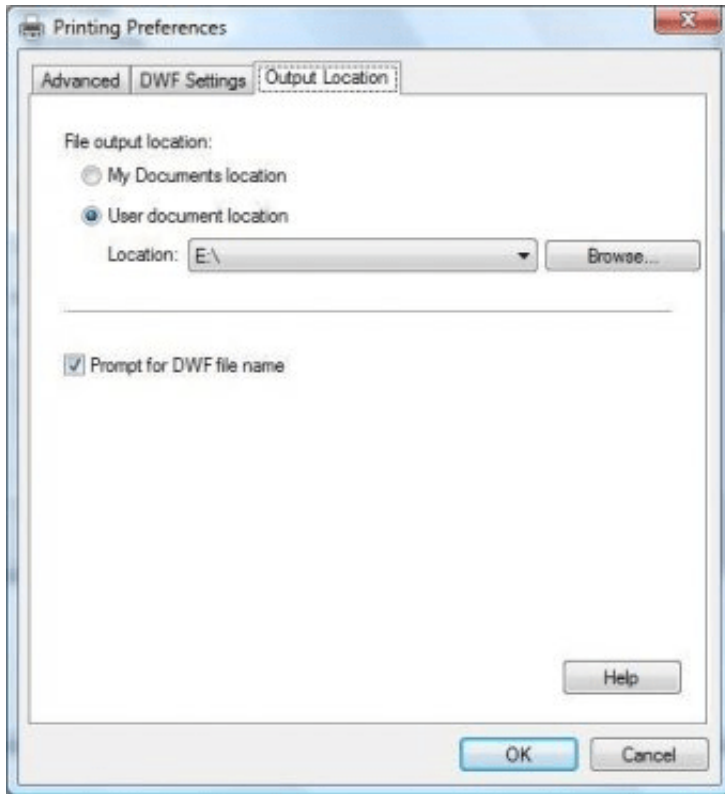 Printing Preferences
Advanced DWF Settings Output Location
File output location:
My Documents location
User document location
Location: E:\ Browse...
Prompt for DWF file name
Help
OK Cancel